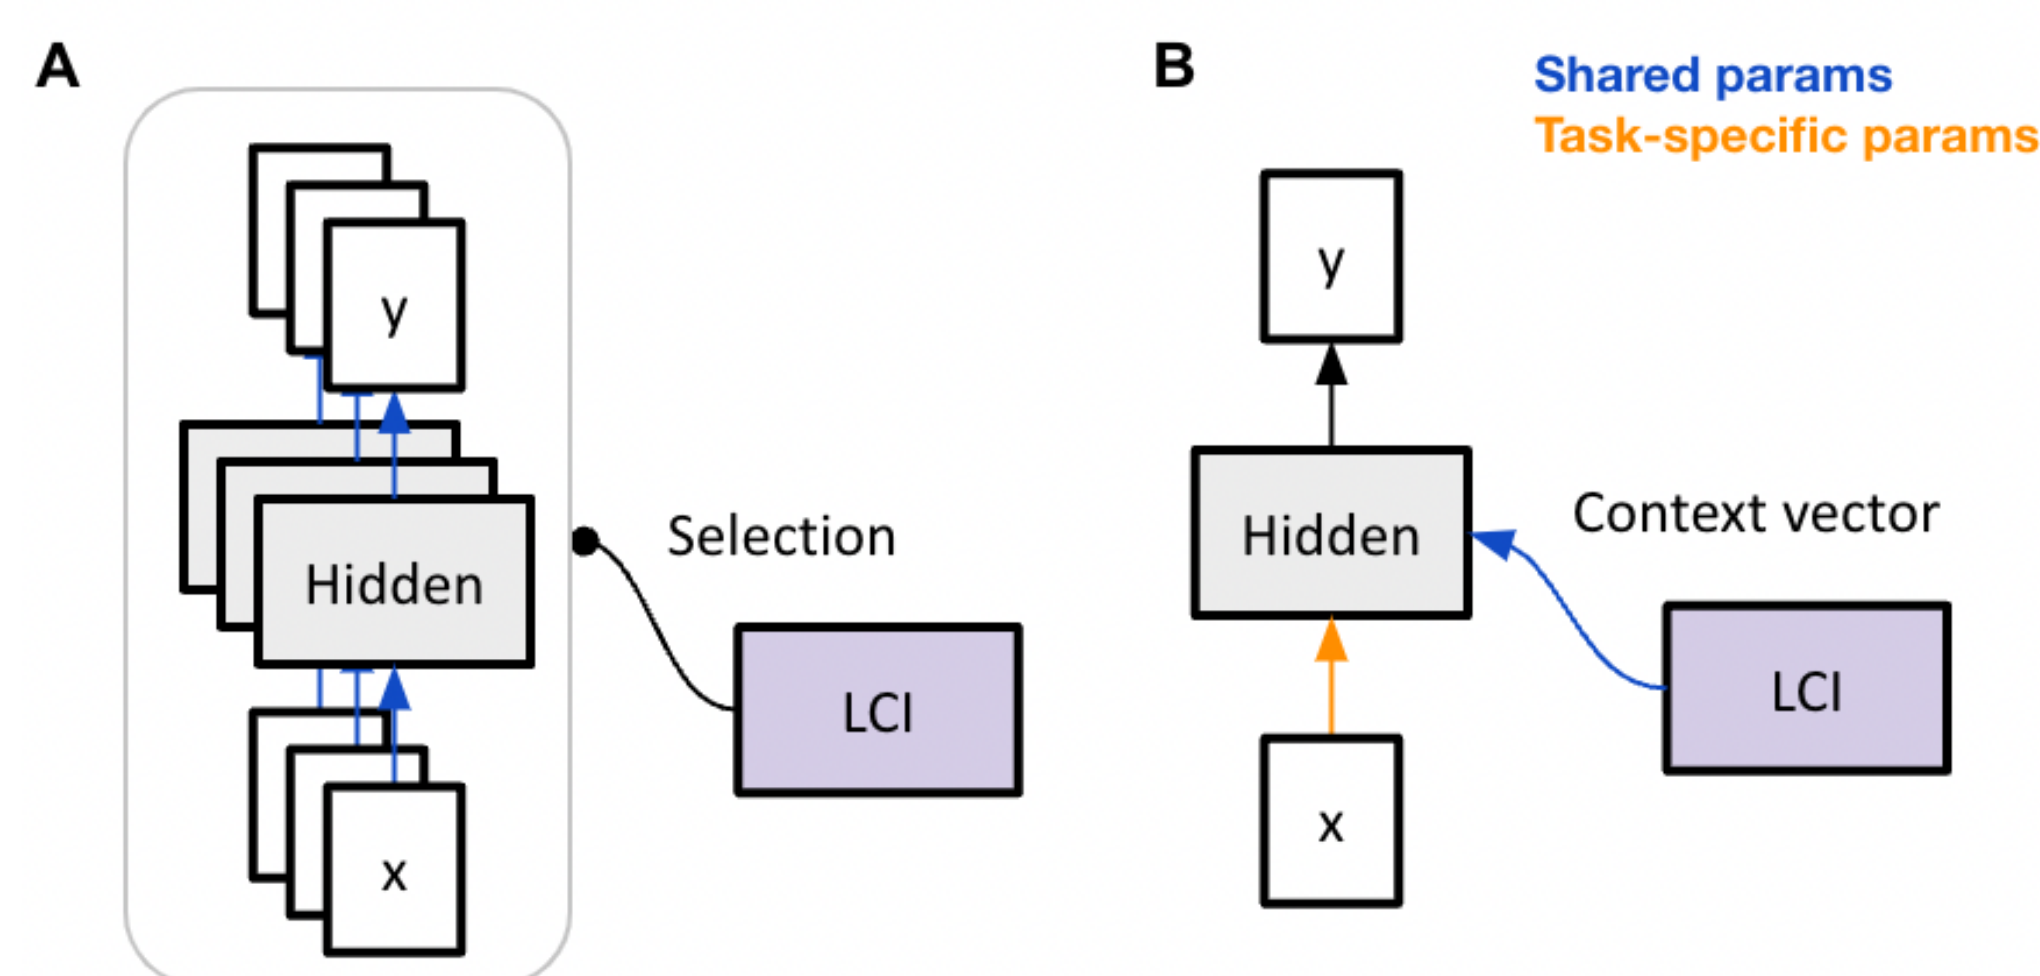 A
y
Hidden
x
Selection
LCI
B
Shared params
Task-specific params
y
Hidden
x
Context vector
LCI